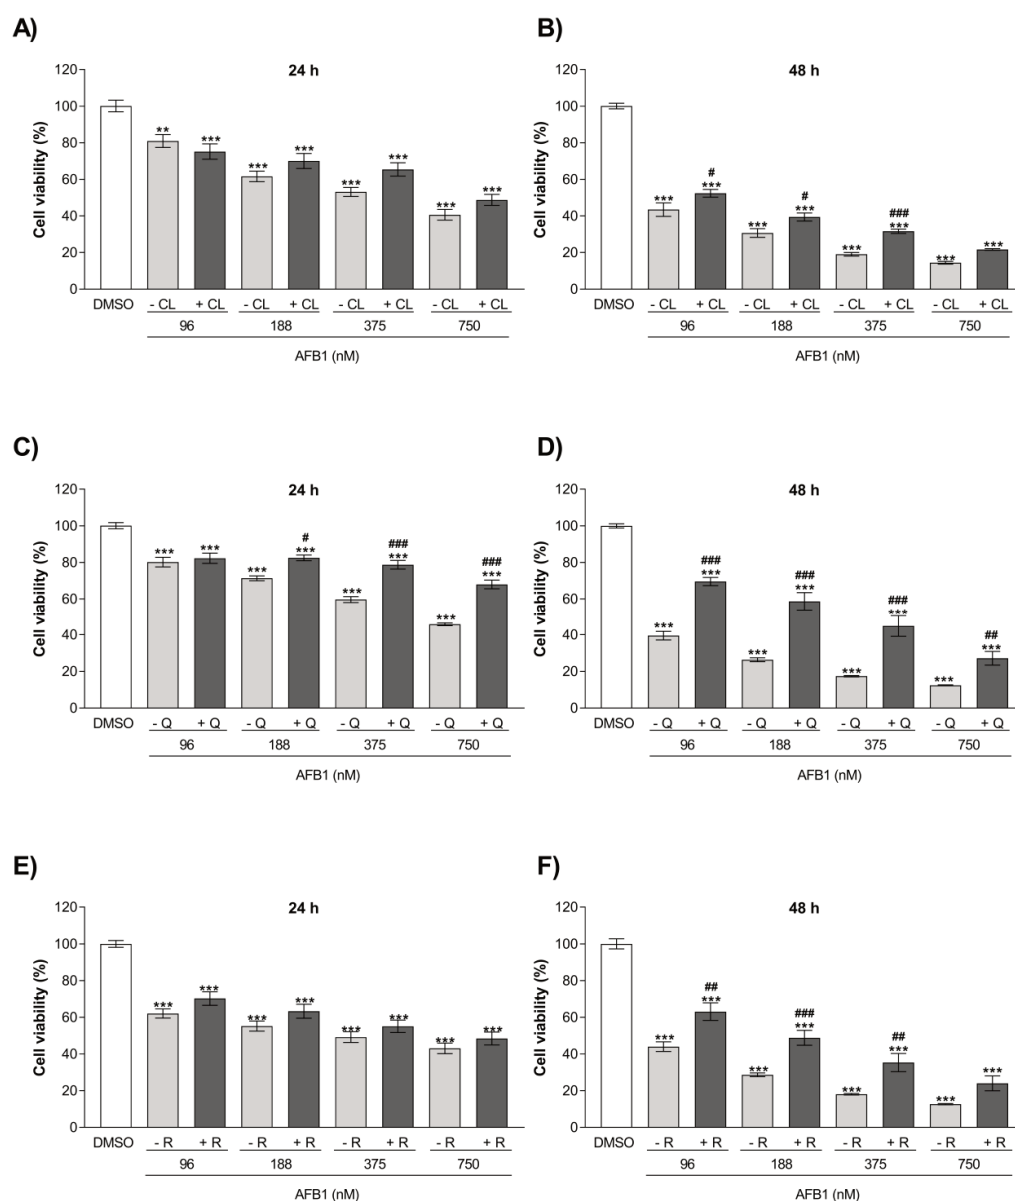 A)
24 h
Cell viability (%)
120
100
80
60
40
20
0
** *** *** *** *** *** *** ***
DMSO - CL + CL - CL + CL - CL + CL - CL + CL
96 188 375 750
AFB1 (nM)
B)
48 h
Cell viability (%)
120
100
80
60
40
20
0
# # ###
*** *** *** *** *** *** *** ***
DMSO - CL + CL - CL + CL - CL + CL - CL + CL
96 188 375 750
AFB1 (nM)
C)
24 h
Cell viability (%)
120
100
80
60
40
20
0
# ### ###
*** *** *** *** *** *** *** ***
DMSO - Q + Q - Q + Q - Q + Q - Q + Q
96 188 375 750
AFB1 (nM)
D)
48 h
Cell viability (%)
120
100
80
60
40
20
0
### ### ### ##
*** *** *** *** *** *** *** ***
DMSO - Q + Q - Q + Q - Q + Q - Q + Q
96 188 375 750
AFB1 (nM)
E)
24 h
Cell viability (%)
120
100
80
60
40
20
0
*** *** *** *** *** *** *** ***
DMSO - R + R - R + R - R + R - R + R
96 188 375 750
AFB1 (nM)
F)
48 h
Cell viability (%)
120
100
80
60
40
20
0
## ### ##
*** *** *** *** *** *** *** ***
DMSO - R + R - R + R - R + R - R + R
96 188 375 750
AFB1 (nM)